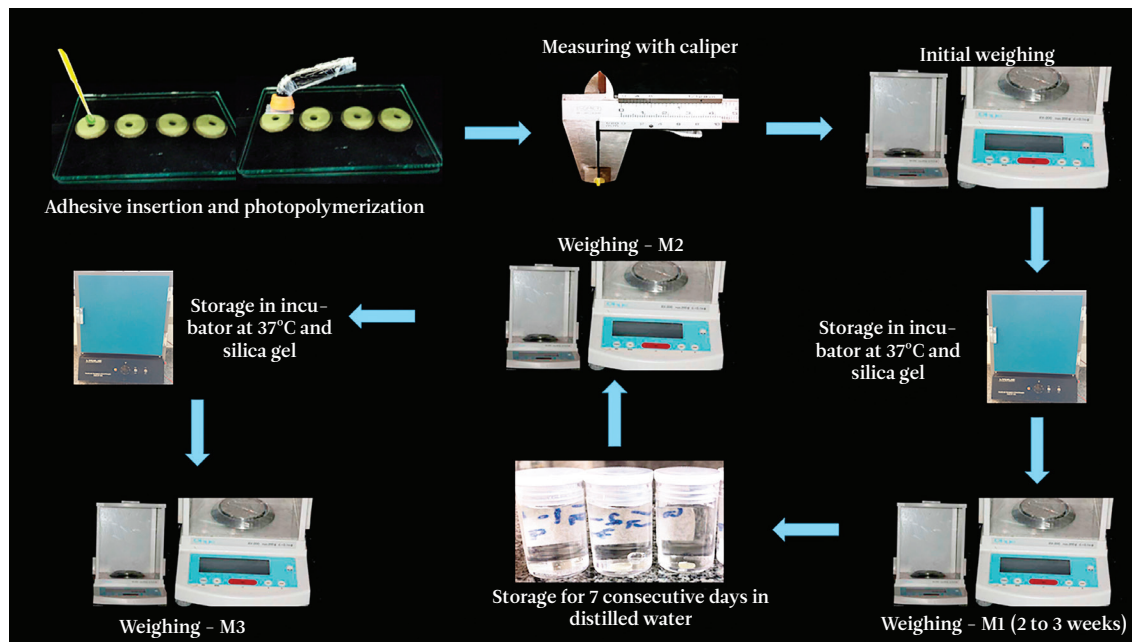 Measuring with caliper
Initial weighing
Adhesive insertion and photopolymerization
Weighing – M2
Storage in incu–
bator at 37°C and
silica gel
Storage in incu–
bator at 37°C and
silica gel
Storage for 7 consecutive days in
distilled water
Weighing – M3
Weighing – M1 (2 to 3 weeks)